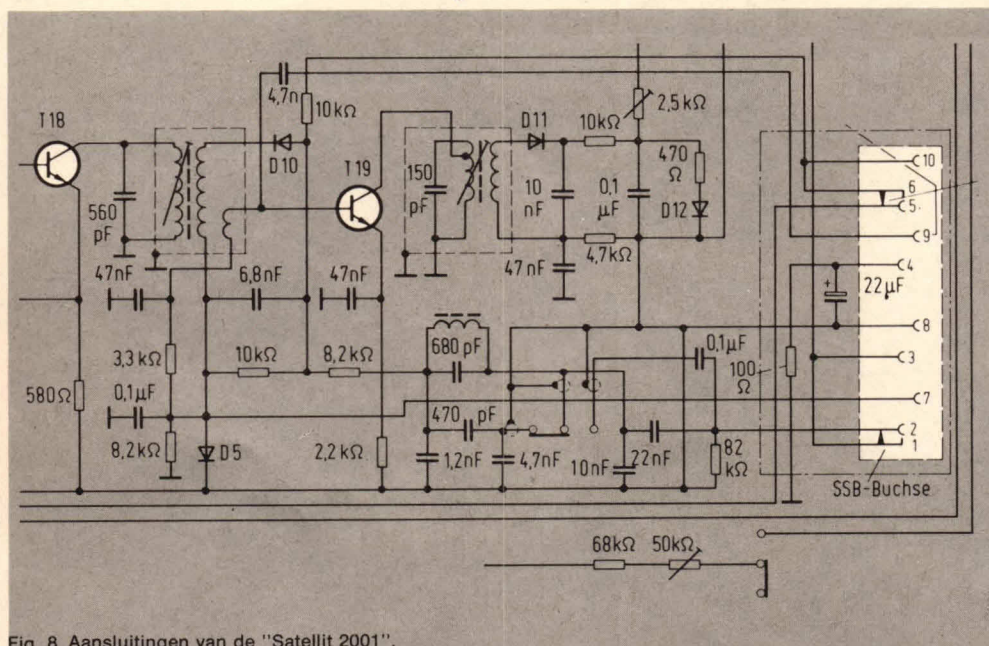 T18
560
pF
47nF
4,7n
10kΩ
D10
T19
150
pF
D11
10
nF
10kΩ
0,1
µF
2,5kΩ
470
Ω
D12
4,7kΩ
47nF
6,8nF
47nF
3,3kΩ
0,1µF
8,2kΩ
580Ω
10kΩ
8,2kΩ
D5
2,2kΩ
680pF
470
pF
1,2nF
4,7nF
10nF
22nF
0,1µF
82
kΩ
100
Ω
+
22µF
10
6
5
9
4
8
3
7
2
1
SSB-Buchse
68kΩ
50kΩ
Fig. 8. Aansluitingen van de "Satellit 2001".